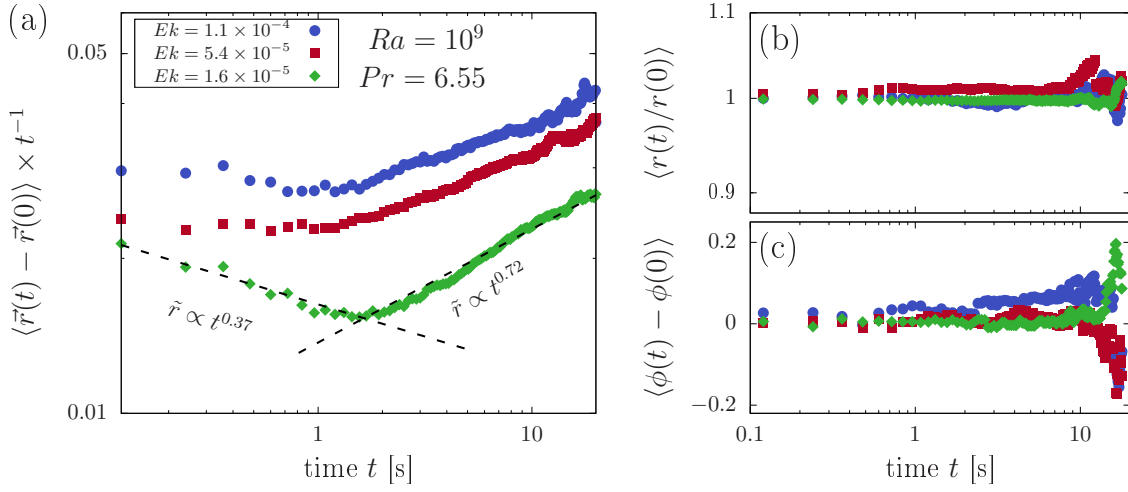 (a)
Ek = 1.1 × 10⁻⁴
Ek = 5.4 × 10⁻⁵
Ek = 1.6 × 10⁻⁵
Ra = 10⁹
Pr = 6.55
0.05
0.01
⟨r⃗(t) − r⃗(0)⟩ × t⁻¹
r̃ ∝ t^0.37
r̃ ∝ t^0.72
1
10
time t [s]
(b)
1.1
1
0.9
⟨r(t)/r(0)⟩
(c)
0.2
0
−0.2
⟨ϕ(t) − ϕ(0)⟩
0.1
1
10
time t [s]